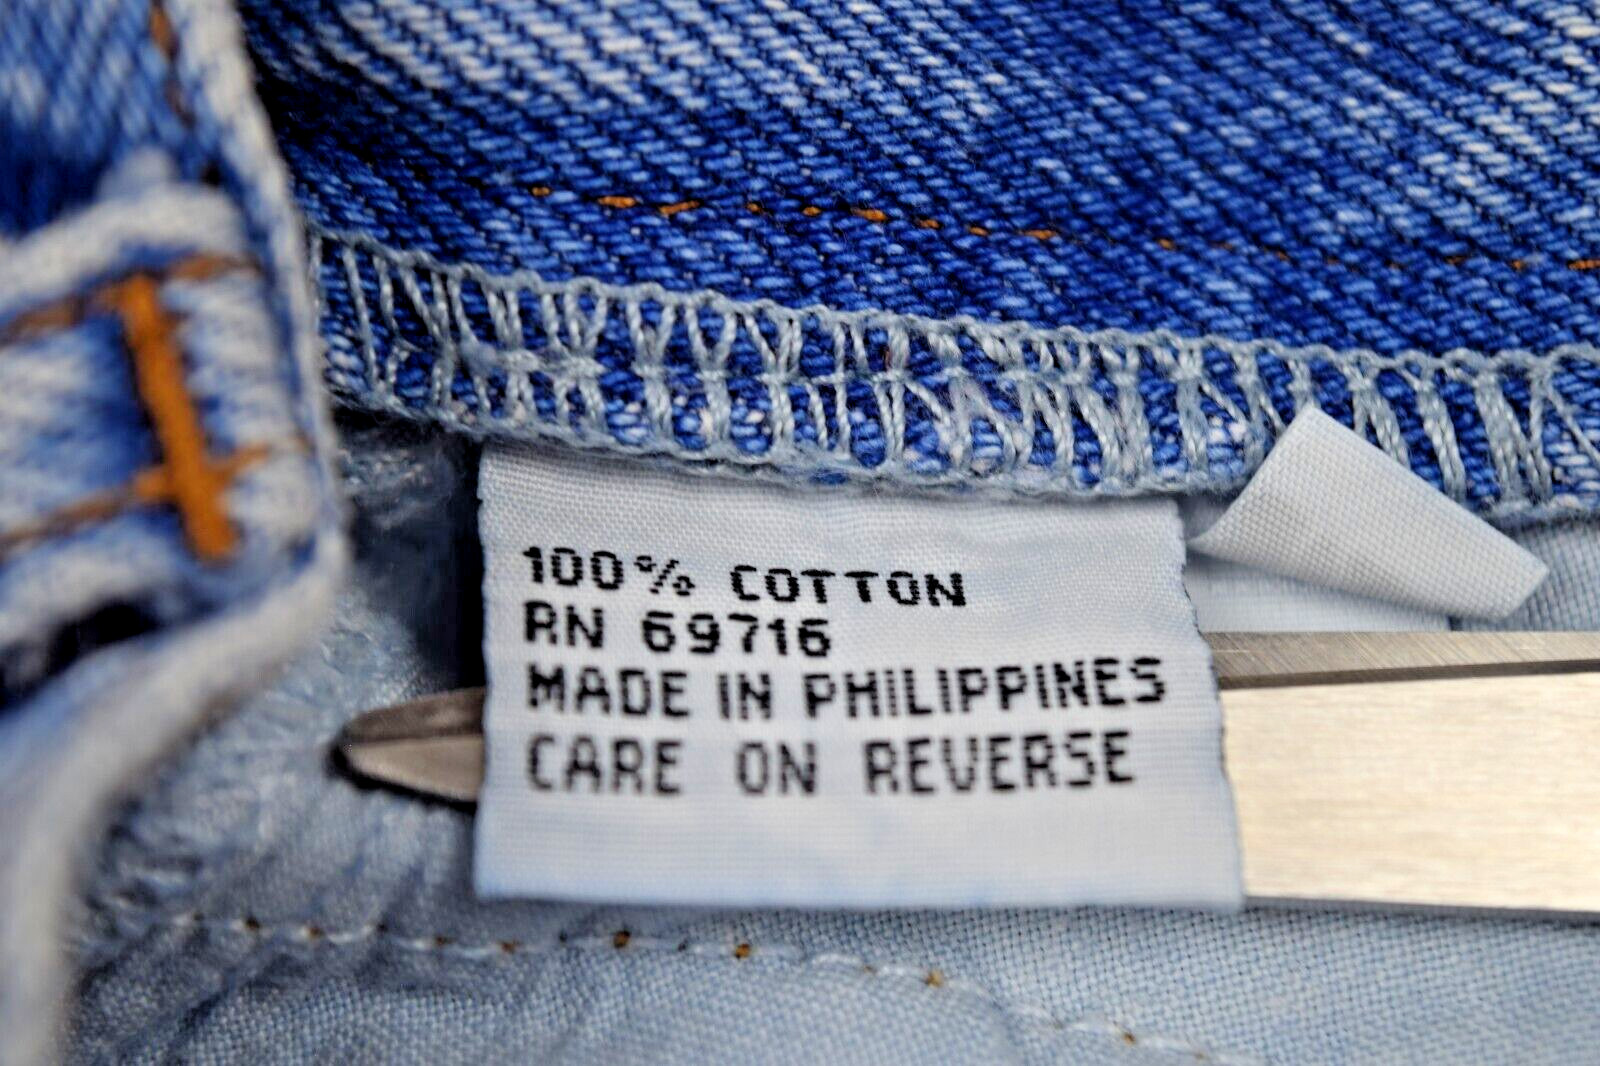 100% COTTON
RN 69716
MADE IN PHILIPPINES
CARE ON REVERSE